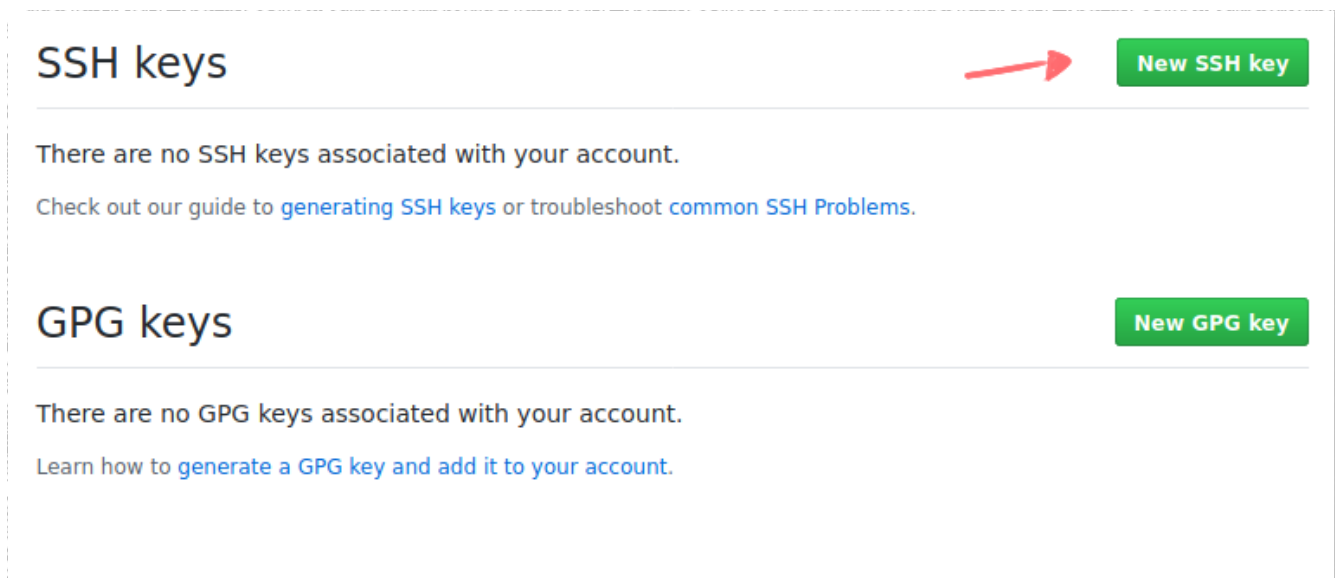 SSH keys
New SSH key
There are no SSH keys associated with your account.
Check out our guide to generating SSH keys or troubleshoot common SSH Problems.
GPG keys
New GPG key
There are no GPG keys associated with your account.
Learn how to generate a GPG key and add it to your account.